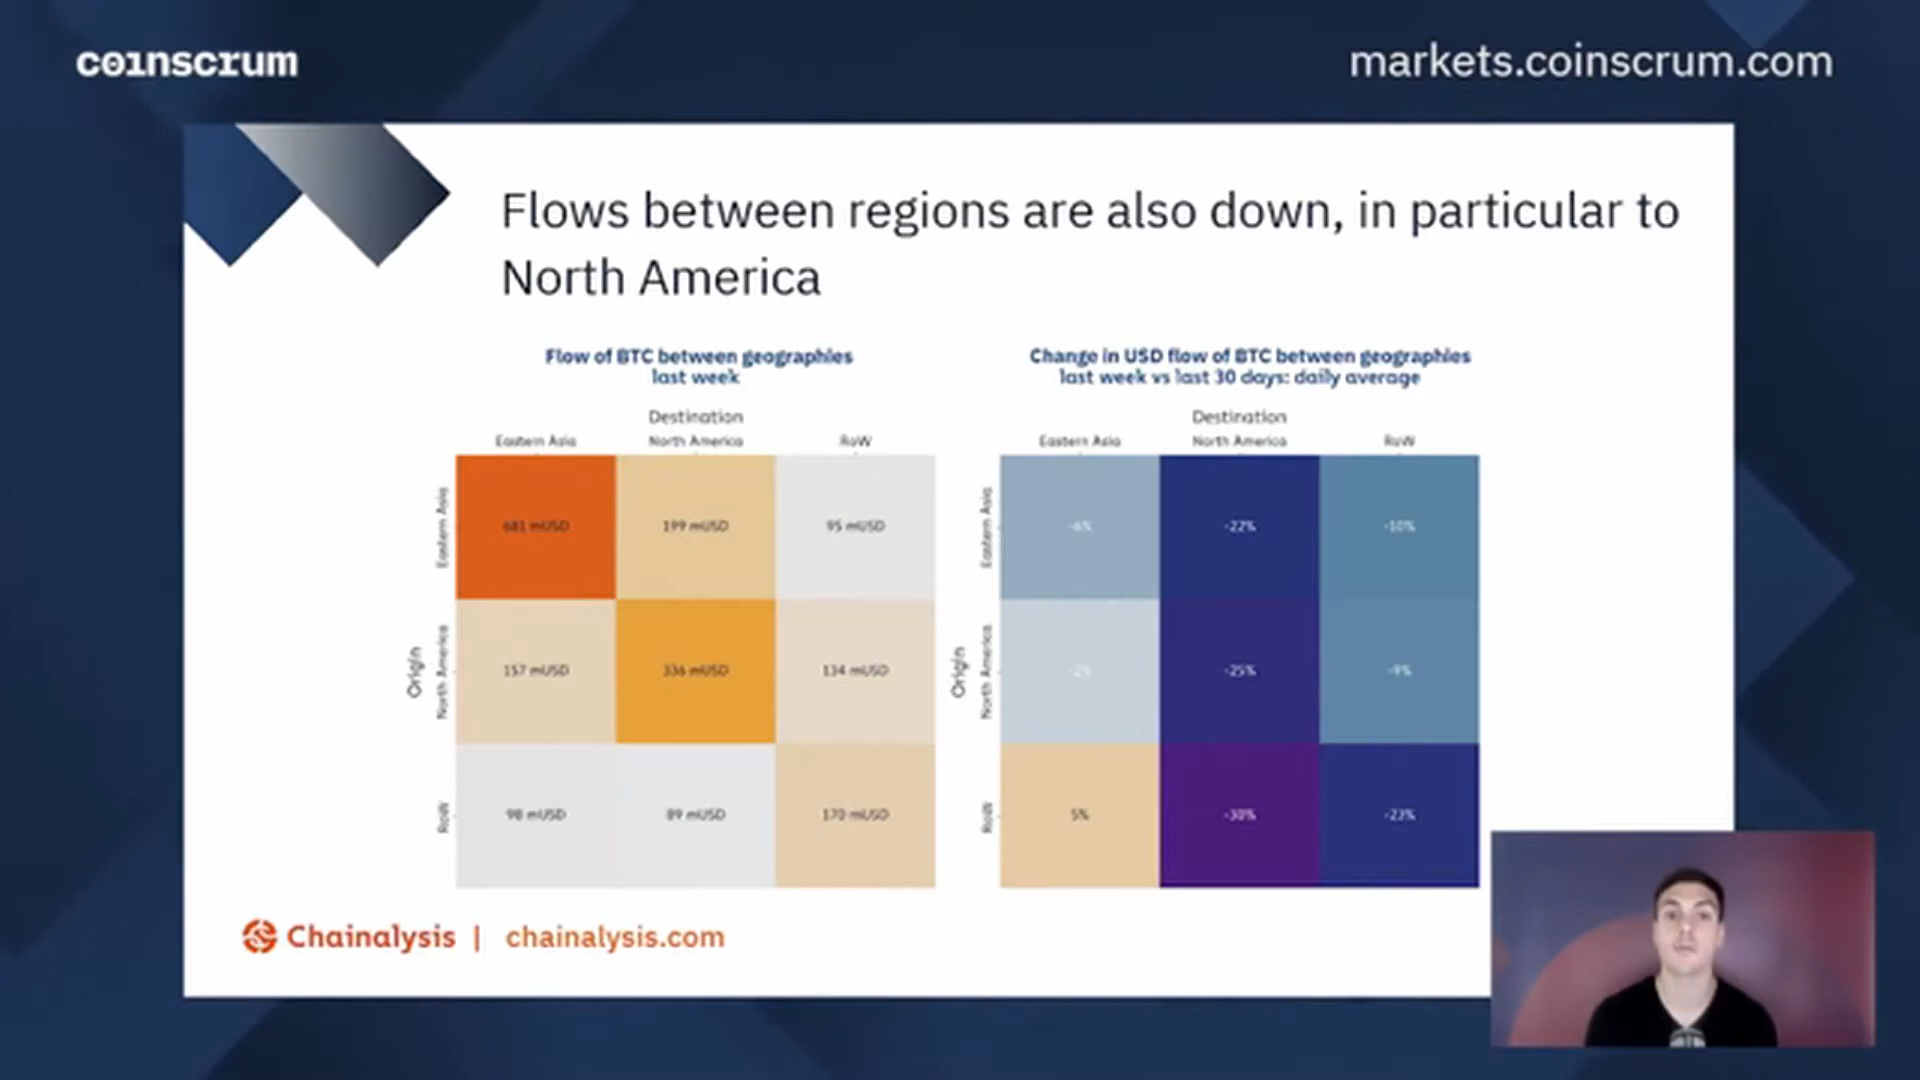 coinscrum
markets.coinscrum.com
Flows between regions are also down, in particular to
North America
Flow of BTC between geographies
last week
Destination
Eastern Asia North America RoW
Origin
Eastern Asia
681 mUSD 199 mUSD 95 mUSD
North America
157 mUSD 336 mUSD 134 mUSD
RoW
98 mUSD 89 mUSD 170 mUSD
Change in USD flow of BTC between geographies
last week vs last 30 days: daily average
Destination
Eastern Asia North America RoW
Origin
Eastern Asia
-6% -22% -10%
North America
-2% -25% -9%
RoW
5% -30% -23%
Chainalysis | chainalysis.com